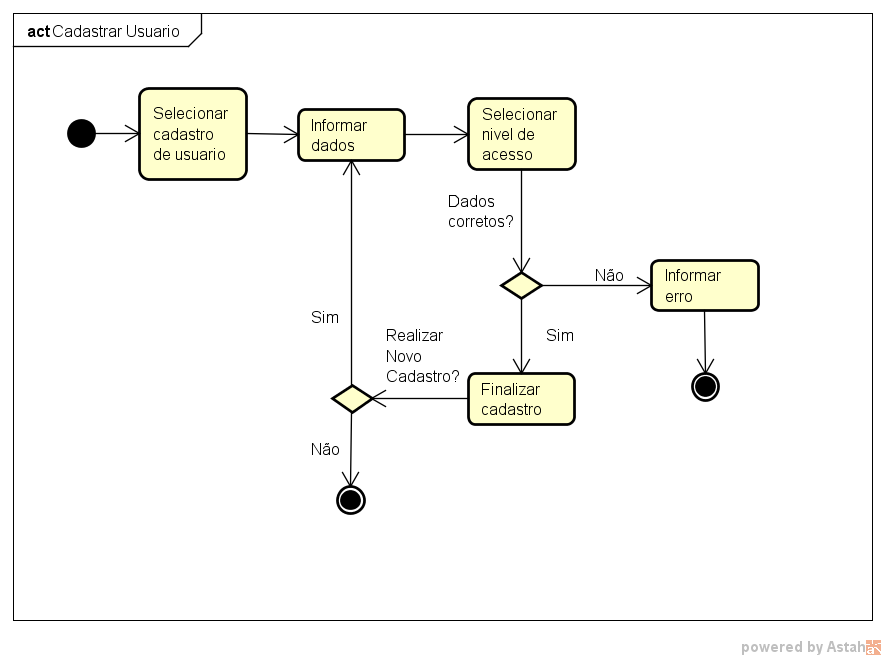 act Cadastrar Usuario
Selecionar
cadastro
de usuario
Informar
dados
Selecionar
nivel de
acesso
Dados
corretos?
Não
Informar
erro
Sim
Sim
Realizar
Novo
Cadastro?
Finalizar
cadastro
Não
powered by Astah